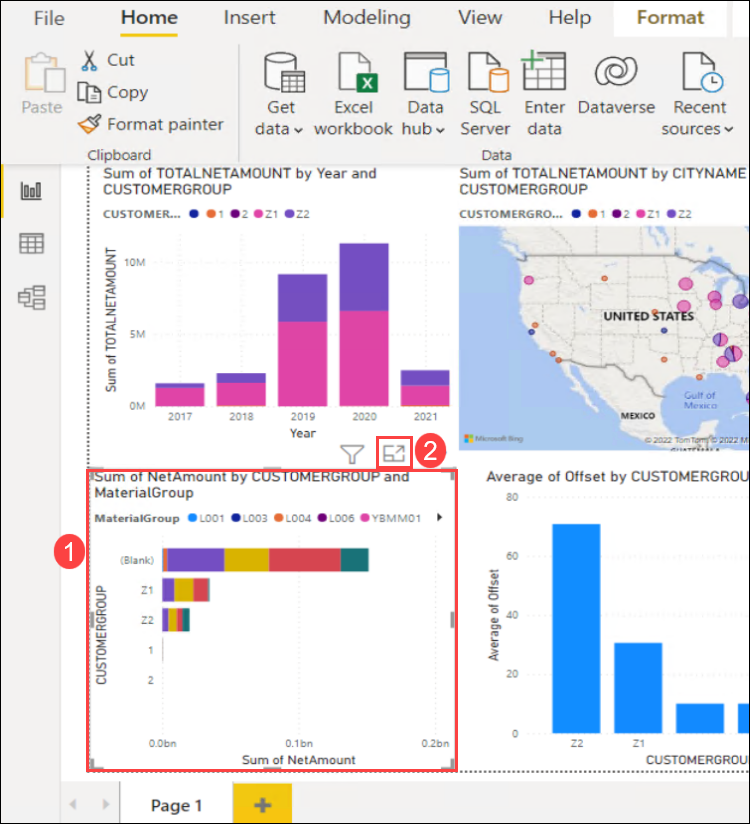 File Home Insert Modeling View Help Format
Paste
Cut
Copy
Format painter
Clipboard
Get data
Excel workbook
Data hub
SQL Server
Enter data
Dataverse
Recent sources
Data
Sum of TOTALNETAMOUNT by Year and
CUSTOMERGROUP
CUSTOMER... 1 2 Z1 Z2
Sum of TOTALNETAMOUNT
10M
5M
0M
2017 2018 2019 2020 2021
Year
Sum of TOTALNETAMOUNT by CITYNAME
CUSTOMERGROUP
CUSTOMERGRO... 1 2 Z1 Z2
UNITED STATES
Gulf of
Mexico
MEXICO
Microsoft Bing
© 2022 TomTom, © 2022 M
GUATEMALA
2
1
Sum of NetAmount by CUSTOMERGROUP and
MaterialGroup
MaterialGroup L001 L003 L004 L006 YBMM01
CUSTOMERGROUP
(Blank)
Z1
Z2
1
2
0.0bn 0.1bn 0.2bn
Sum of NetAmount
Average of Offset by CUSTOMERGROU
Average of Offset
80
60
40
20
0
Z2 Z1
CUSTOMERGROU
Page 1